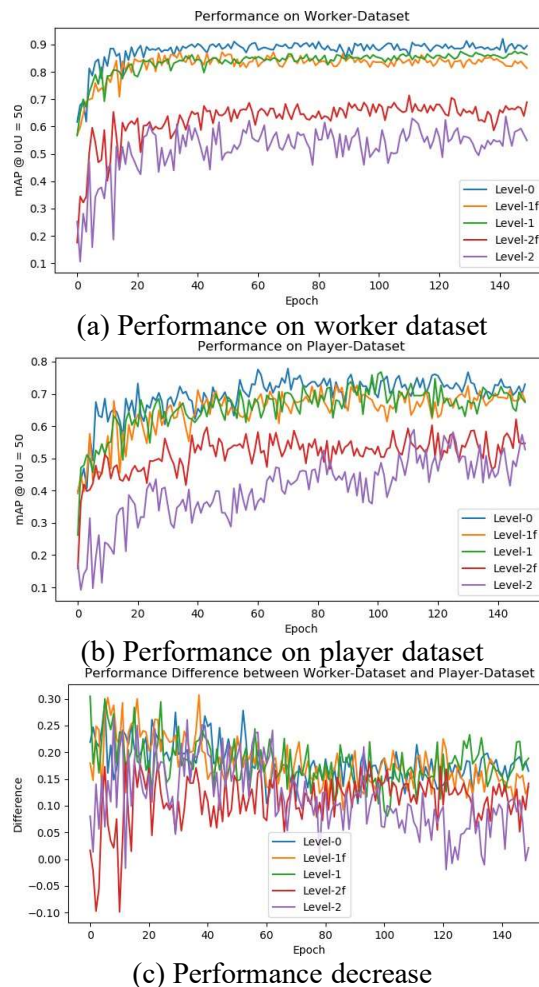 Performance on Worker-Dataset
mAP @ IoU = 50
0.9
0.8
0.7
0.6
0.5
0.4
0.3
0.2
0.1
Level-0
Level-1f
Level-1
Level-2f
Level-2
0 20 40 60 80 100 120 140
Epoch
(a) Performance on worker dataset
Performance on Player-Dataset
mAP @ IoU = 50
0.8
0.7
0.6
0.5
0.4
0.3
0.2
0.1
Level-0
Level-1f
Level-1
Level-2f
Level-2
0 20 40 60 80 100 120 140
Epoch
(b) Performance on player dataset
Performance Difference between Worker-Dataset and Player-Dataset
Difference
0.30
0.25
0.20
0.15
0.10
0.05
0.00
−0.05
−0.10
Level-0
Level-1f
Level-1
Level-2f
Level-2
0 20 40 60 80 100 120 140
Epoch
(c) Performance decrease